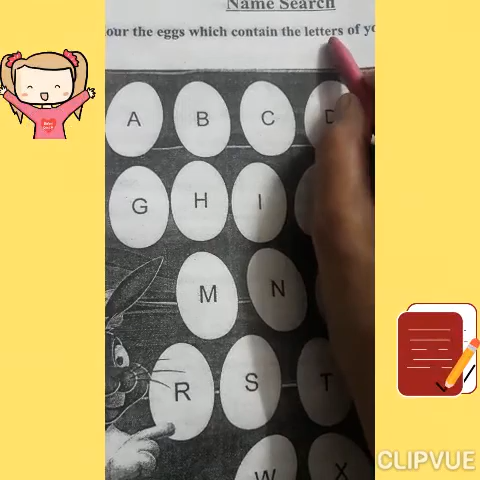 Name Search
our the eggs which contain the letters of yo
A B C D
G H I
M N
R S T
W X
CLIPVUE